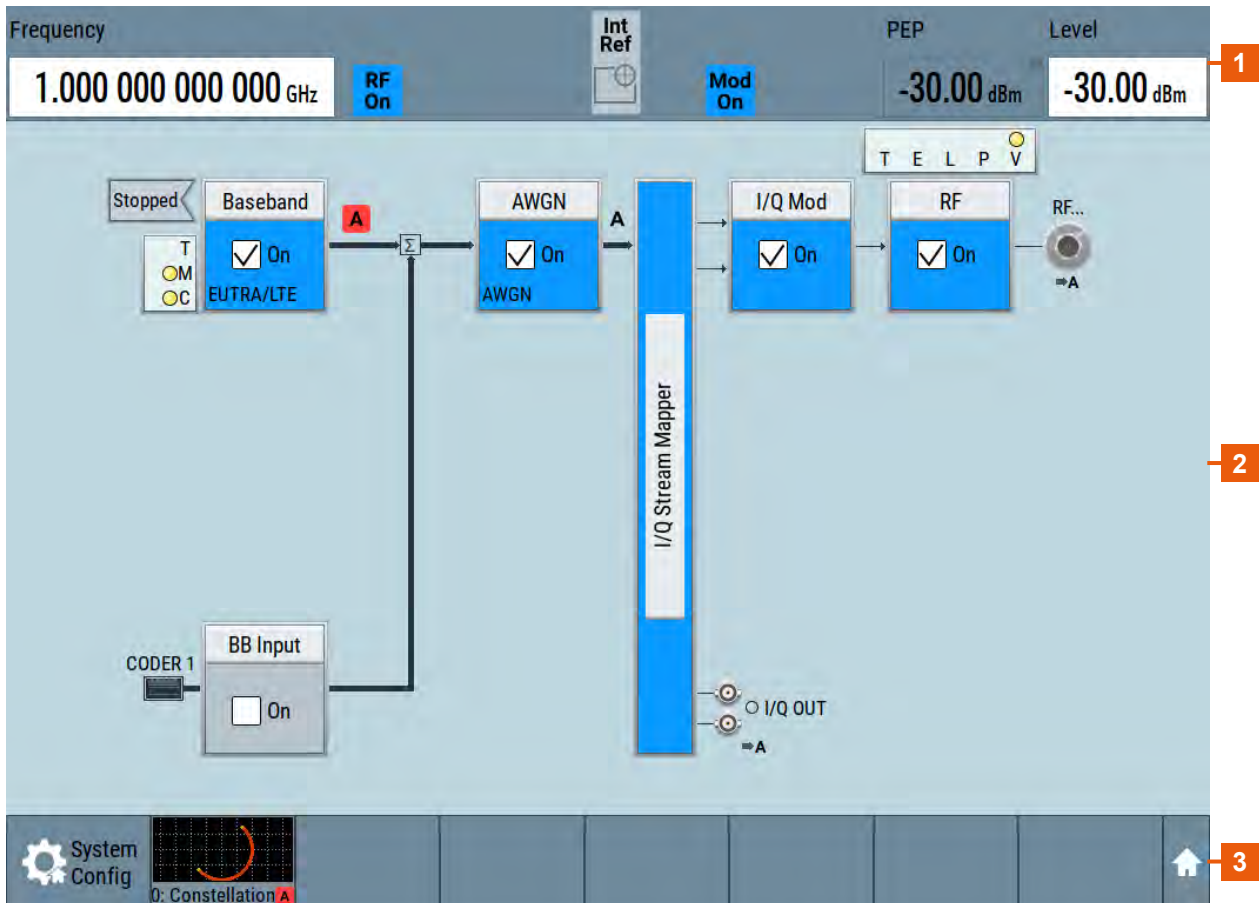 Frequency
Int
Ref
PEP
Level
1
1.000 000 000 000 GHz
RF
On
Mod
On
-30.00 dBm
-30.00 dBm
T E L P V
Stopped
Baseband
A
AWGN
A
I/Q Mod
RF
RF...
T
M
C
On
Σ
On
On
On
EUTRA/LTE
AWGN
⇒A
I/Q Stream Mapper
2
BB Input
CODER 1
On
I/Q OUT
⇒A
System
Config
0: Constellation A
3